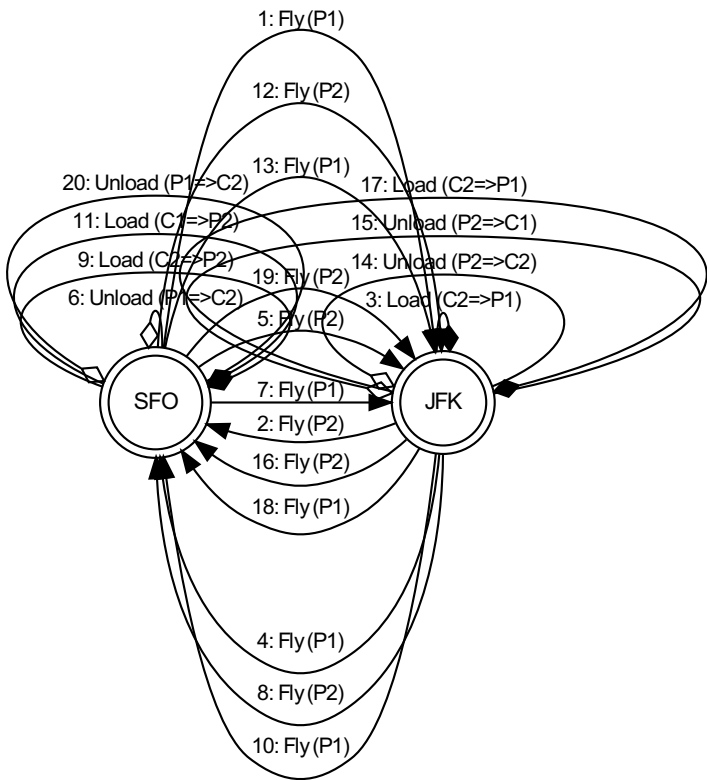 1: Fly (P1)
12: Fly (P2)
13: Fly (P1)
20: Unload (P1=>C2)
17: Load (C2=>P1)
11: Load (C1=>P2)
15: Unload (P2=>C1)
9: Load (C2=>P2)
19: Fly (P2)
14: Unload (P2=>C2)
6: Unload (P1=>C2)
3: Load (C2=>P1)
5: Fly (P2)
SFO
7: Fly (P1)
JFK
2: Fly (P2)
16: Fly (P2)
18: Fly (P1)
4: Fly (P1)
8: Fly (P2)
10: Fly (P1)